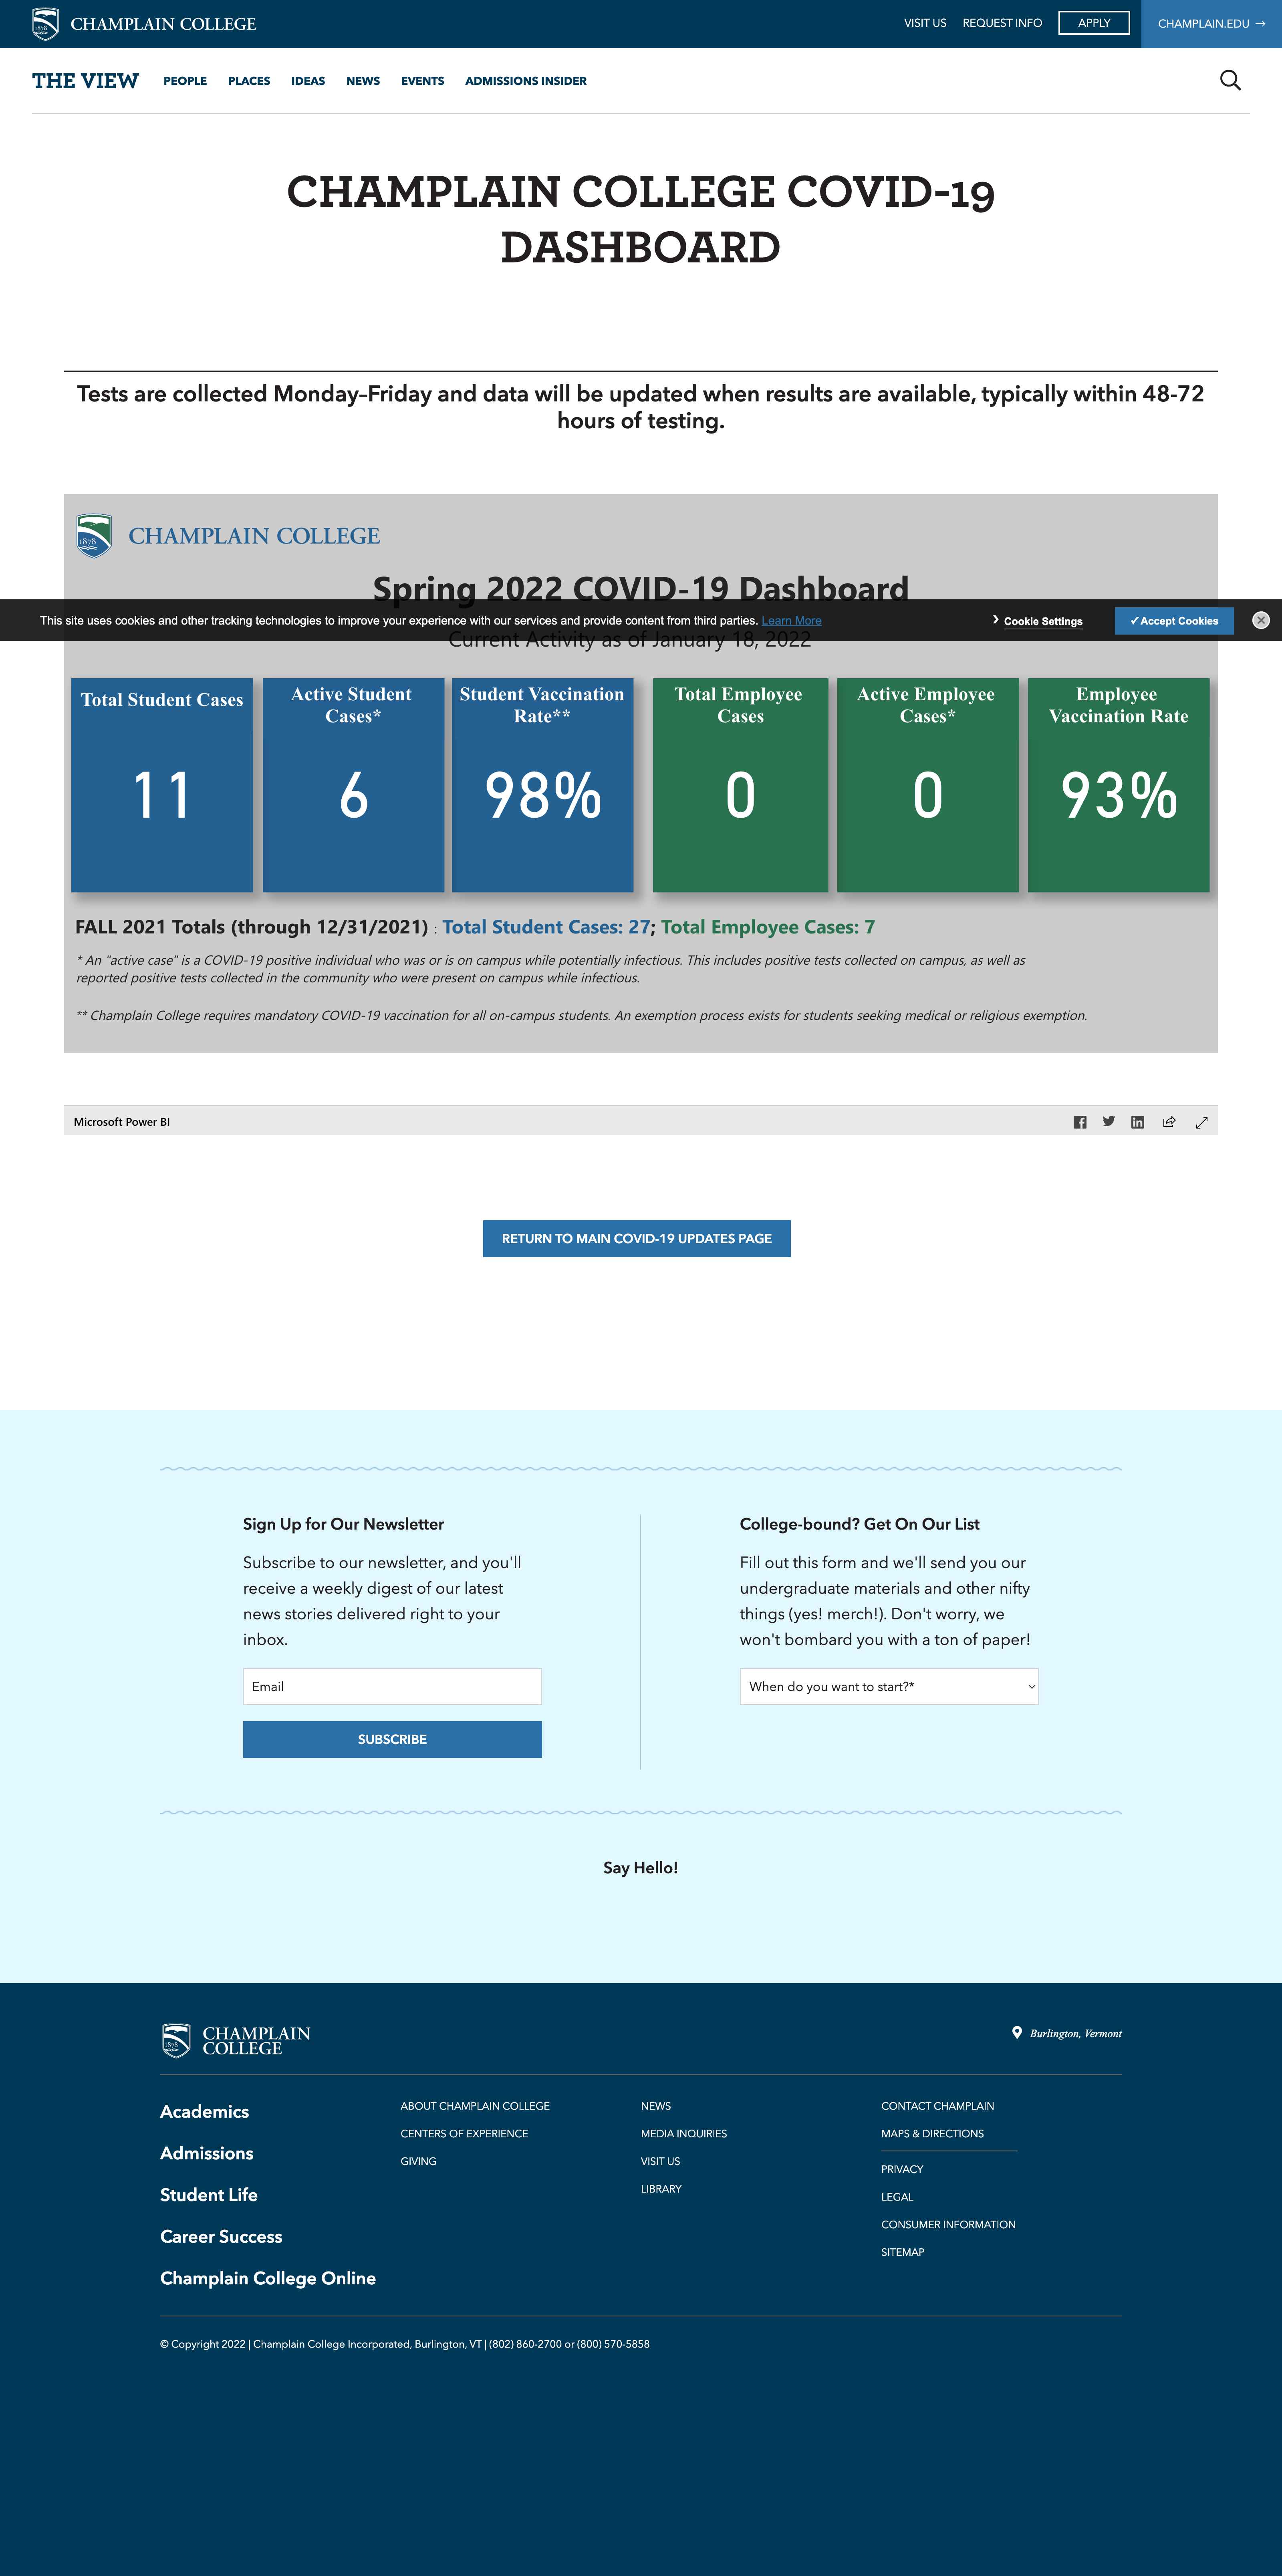 1878 CHAMPLAIN COLLEGE
VISIT US REQUEST INFO APPLY CHAMPLAIN.EDU →
THE VIEW PEOPLE PLACES IDEAS NEWS EVENTS ADMISSIONS INSIDER
CHAMPLAIN COLLEGE COVID-19
DASHBOARD
Tests are collected Monday–Friday and data will be updated when results are available, typically within 48-72
hours of testing.
1878 CHAMPLAIN COLLEGE
Spring 2022 COVID-19 Dashboard
This site uses cookies and other tracking technologies to improve your experience with our services and provide content from third parties. Learn More
Cookie Settings
✓Accept Cookies
Current Activity as of January 18, 2022
Total Student Cases
11
Active Student
Cases*
6
Student Vaccination
Rate**
98%
Total Employee
Cases
0
Active Employee
Cases*
0
Employee
Vaccination Rate
93%
FALL 2021 Totals (through 12/31/2021) : Total Student Cases: 27; Total Employee Cases: 7
* An "active case" is a COVID-19 positive individual who was or is on campus while potentially infectious. This includes positive tests collected on campus, as well as
reported positive tests collected in the community who were present on campus while infectious.
** Champlain College requires mandatory COVID-19 vaccination for all on-campus students. An exemption process exists for students seeking medical or religious exemption.
Microsoft Power BI
RETURN TO MAIN COVID-19 UPDATES PAGE
Sign Up for Our Newsletter
Subscribe to our newsletter, and you'll
receive a weekly digest of our latest
news stories delivered right to your
inbox.
Email
SUBSCRIBE
College-bound? Get On Our List
Fill out this form and we'll send you our
undergraduate materials and other nifty
things (yes! merch!). Don't worry, we
won't bombard you with a ton of paper!
When do you want to start?*
Say Hello!
1878 CHAMPLAIN
COLLEGE
Burlington, Vermont
Academics
Admissions
Student Life
Career Success
Champlain College Online
ABOUT CHAMPLAIN COLLEGE
CENTERS OF EXPERIENCE
GIVING
NEWS
MEDIA INQUIRIES
VISIT US
LIBRARY
CONTACT CHAMPLAIN
MAPS & DIRECTIONS
PRIVACY
LEGAL
CONSUMER INFORMATION
SITEMAP
© Copyright 2022 | Champlain College Incorporated, Burlington, VT | (802) 860-2700 or (800) 570-5858